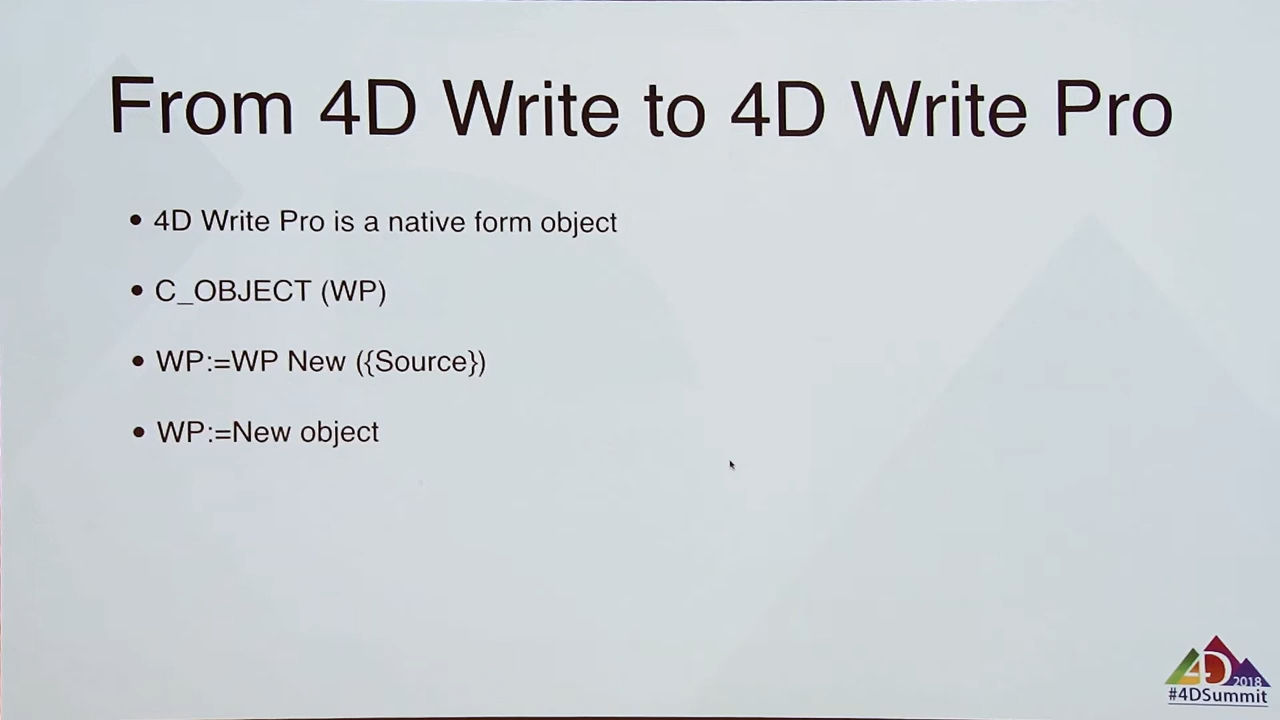 From 4D Write to 4D Write Pro
• 4D Write Pro is a native form object
• C_OBJECT (WP)
• WP:=WP New ({Source})
• WP:=New object
4D 2018
#4DSummit